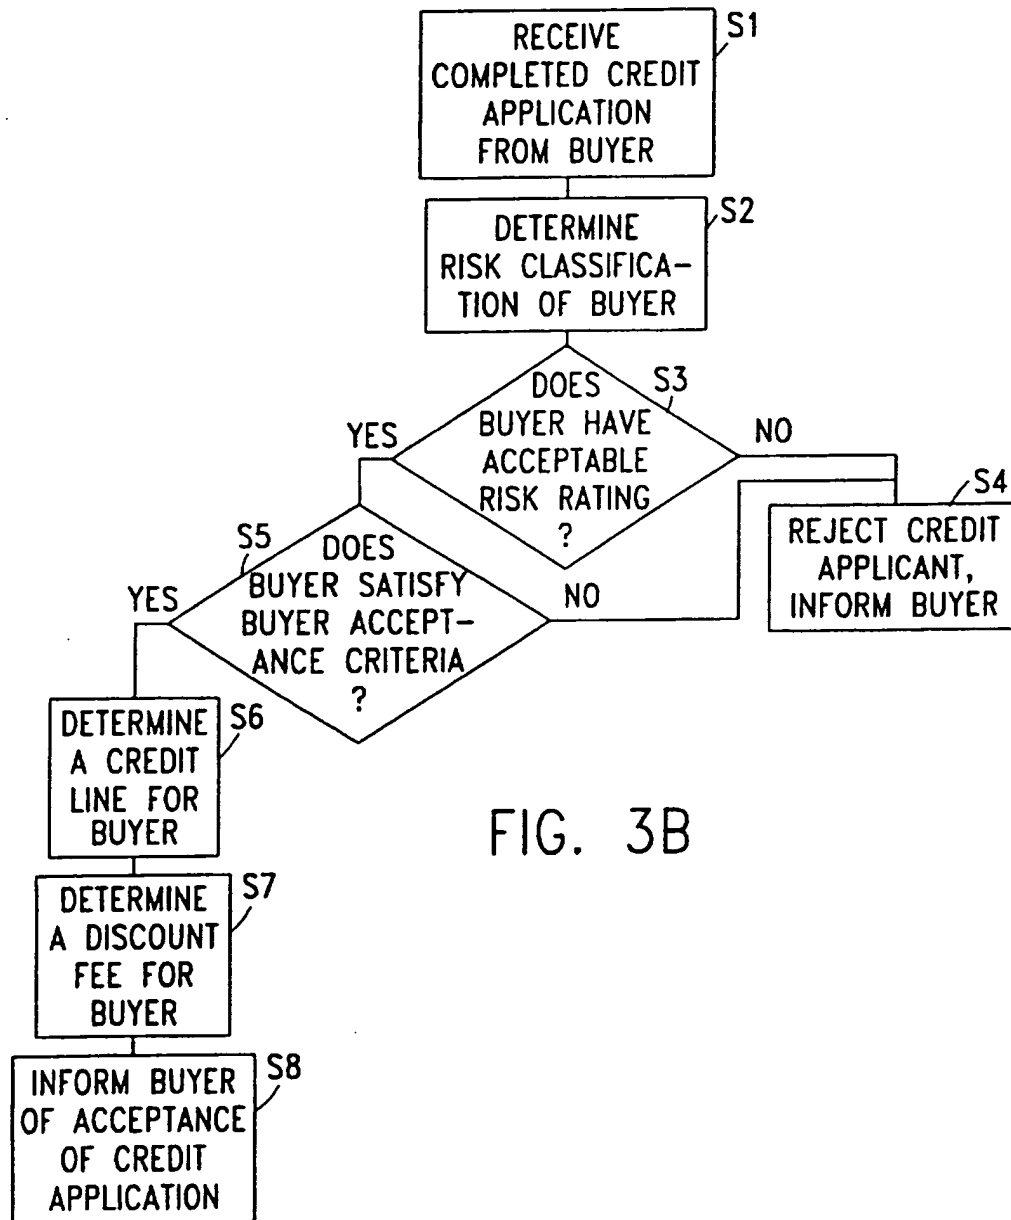 RECEIVE
COMPLETED CREDIT
APPLICATION
FROM BUYER
S1
DETERMINE
RISK CLASSIFICA-
TION OF BUYER
S2
DOES
BUYER HAVE
ACCEPTABLE
RISK RATING
?
S3
YES
NO
REJECT CREDIT
APPLICANT,
INFORM BUYER
S4
DOES
BUYER SATISFY
BUYER ACCEPT-
ANCE CRITERIA
?
S5
YES
NO
DETERMINE
A CREDIT
LINE FOR
BUYER
S6
DETERMINE
A DISCOUNT
FEE FOR
BUYER
S7
INFORM BUYER
OF ACCEPTANCE
OF CREDIT
APPLICATION
S8
FIG. 3B